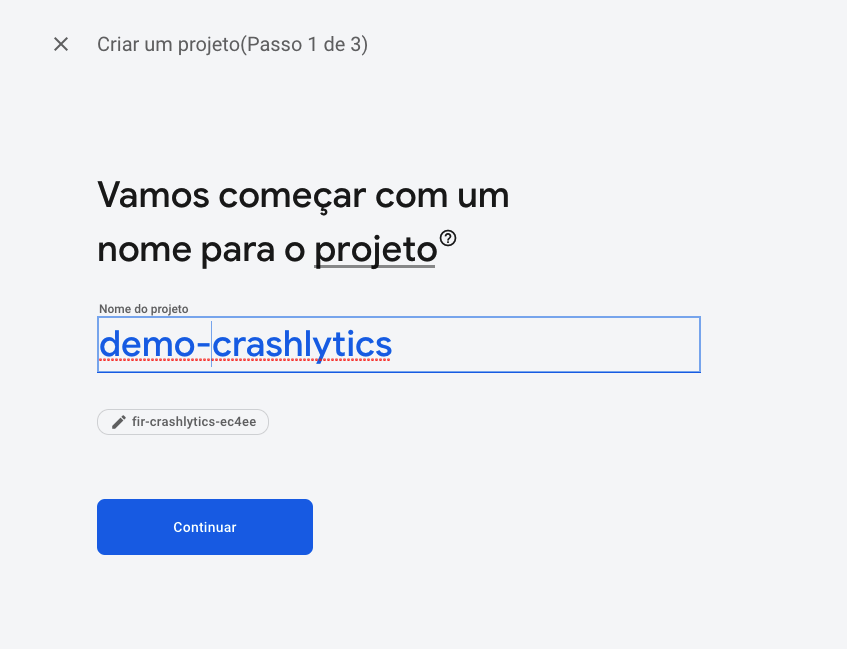 Criar um projeto(Passo 1 de 3)
Vamos começar com um
nome para o projeto
Nome do projeto
demo-crashlytics
fir-crashlytics-ec4ee
Continuar